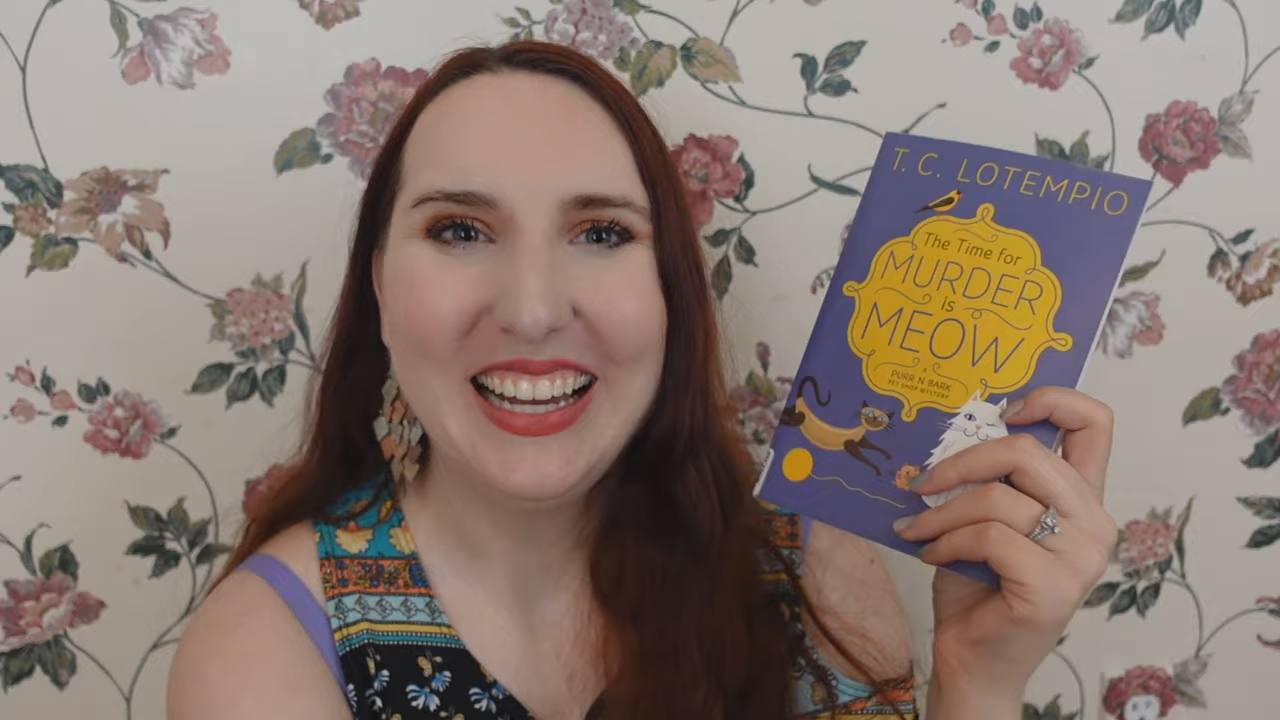 T. C. LOTEMPIO
The Time for
MURDER
is
MEOW
A
PURR N BARK
PET SHOP MYSTERY